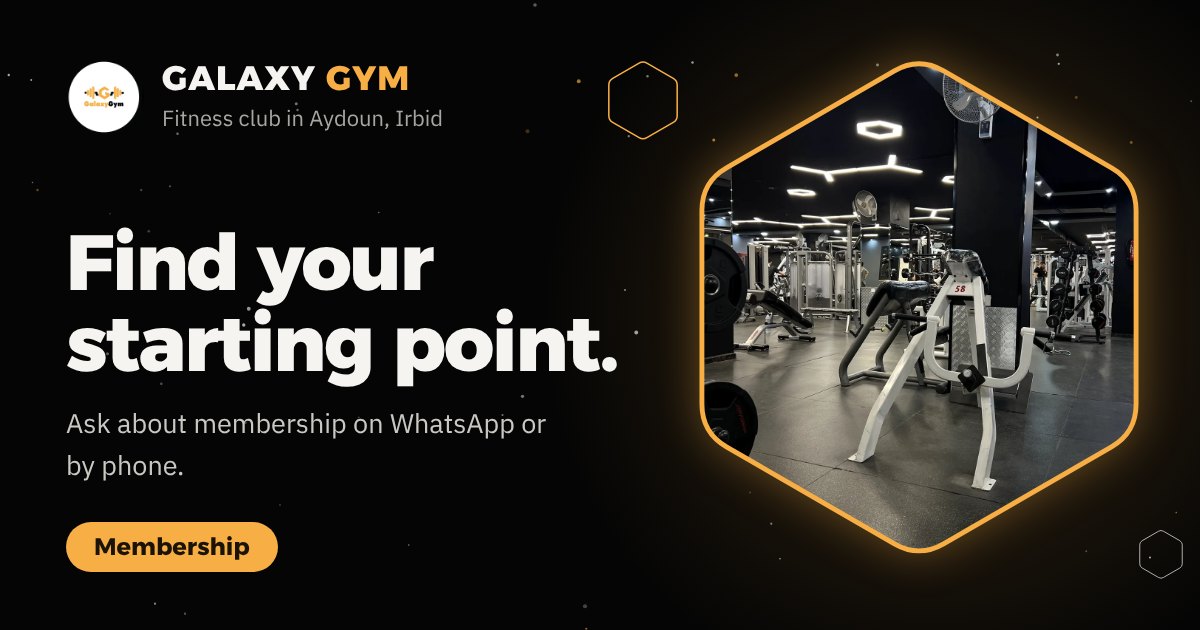 GalaxyGym
GALAXY GYM
Fitness club in Aydoun, Irbid
Find your
starting point.
Ask about membership on WhatsApp or
by phone.
Membership
58